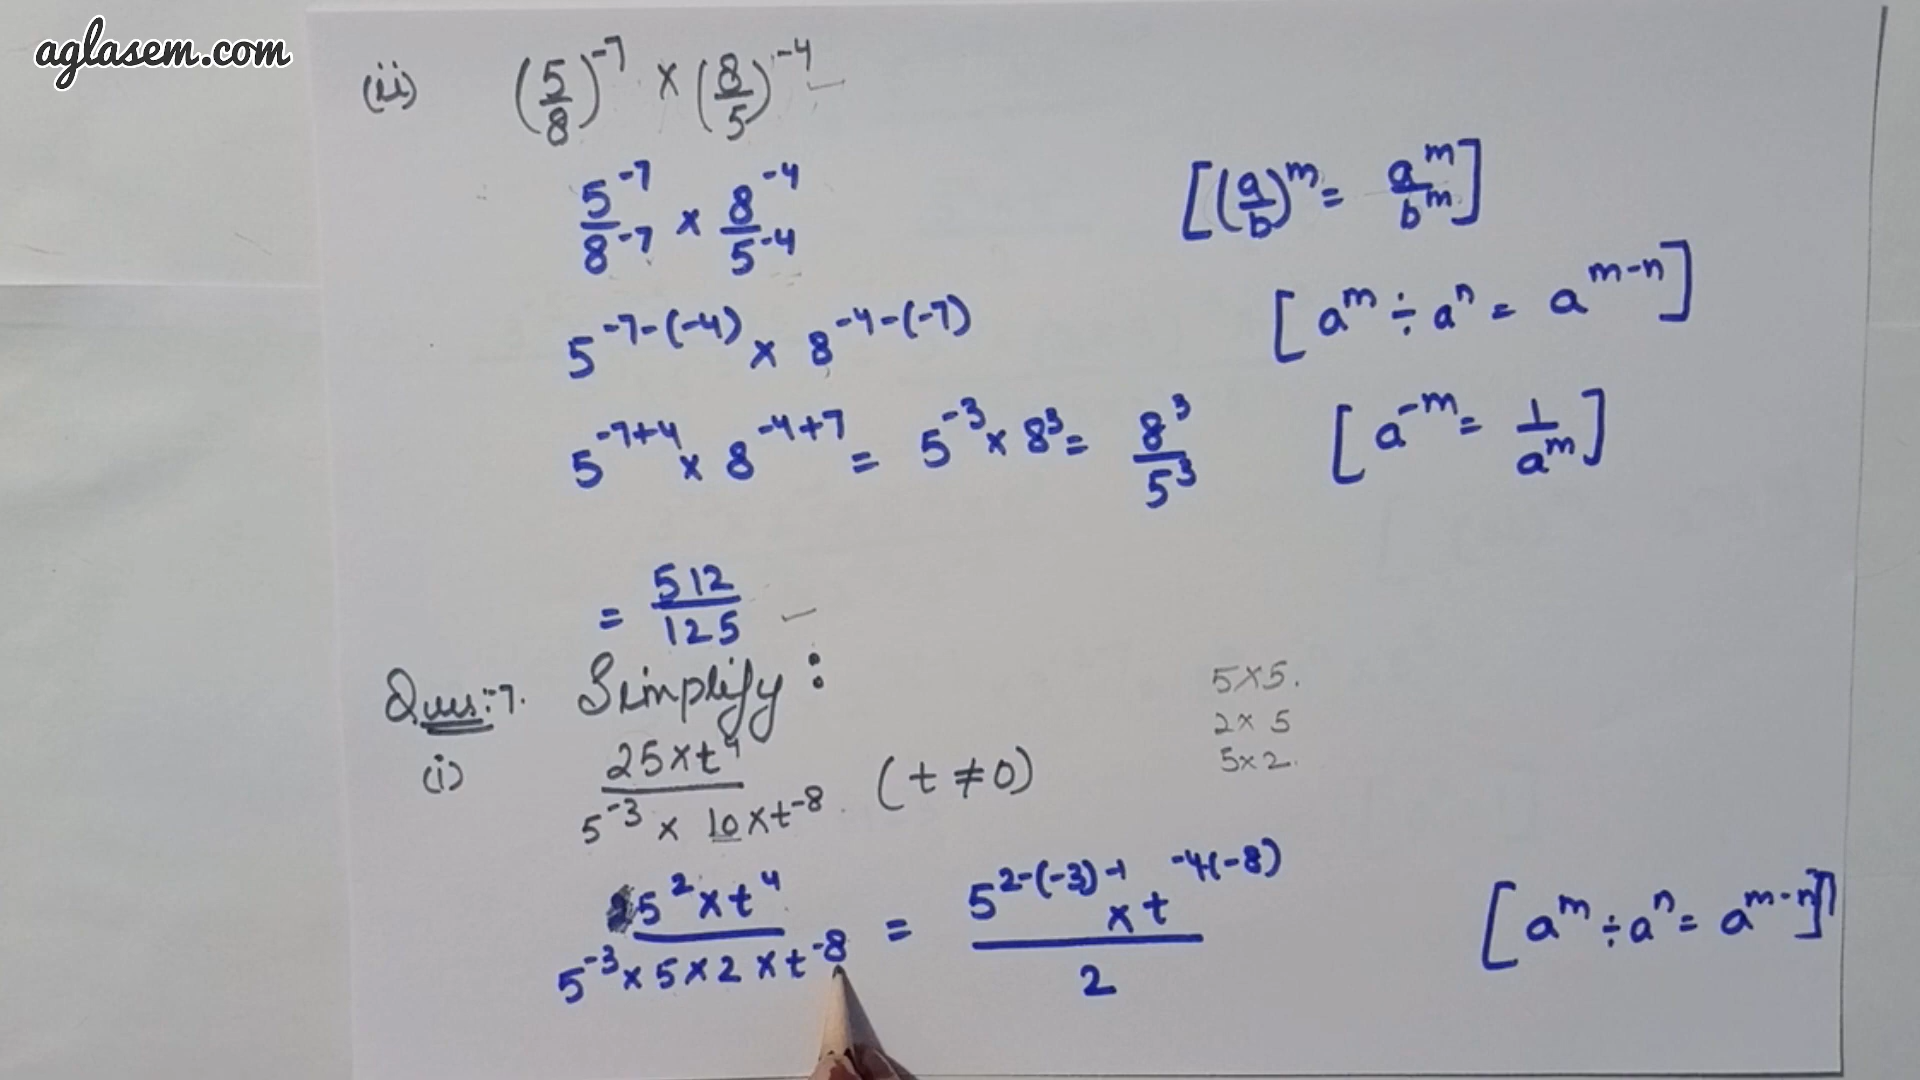 aglasem.com
(ii) (5/8)^-7 × (8/5)^-4
5^-7/8^-7 × 8^-4/5^-4 [(a/b)^m = a^m/b^m]
5^-7-(-4) × 8^-4-(-7) [a^m ÷ a^n = a^m-n]
5^-7+4 × 8^-4+7 = 5^-3 × 8^3 = 8^3/5^3 [a^-m = 1/a^m]
= 512/125
Ques:-7. Simplify:
(i) 25×t^4/5^-3 × 10×t^-8 (t ≠ 0)
5×5.
2× 5
5×2.
5^2×t^4/5^-3×5×2×t^-8 = 5^2-(-3)-1 × t^-4-(-8)/2 [a^m ÷ a^n = a^m-n]